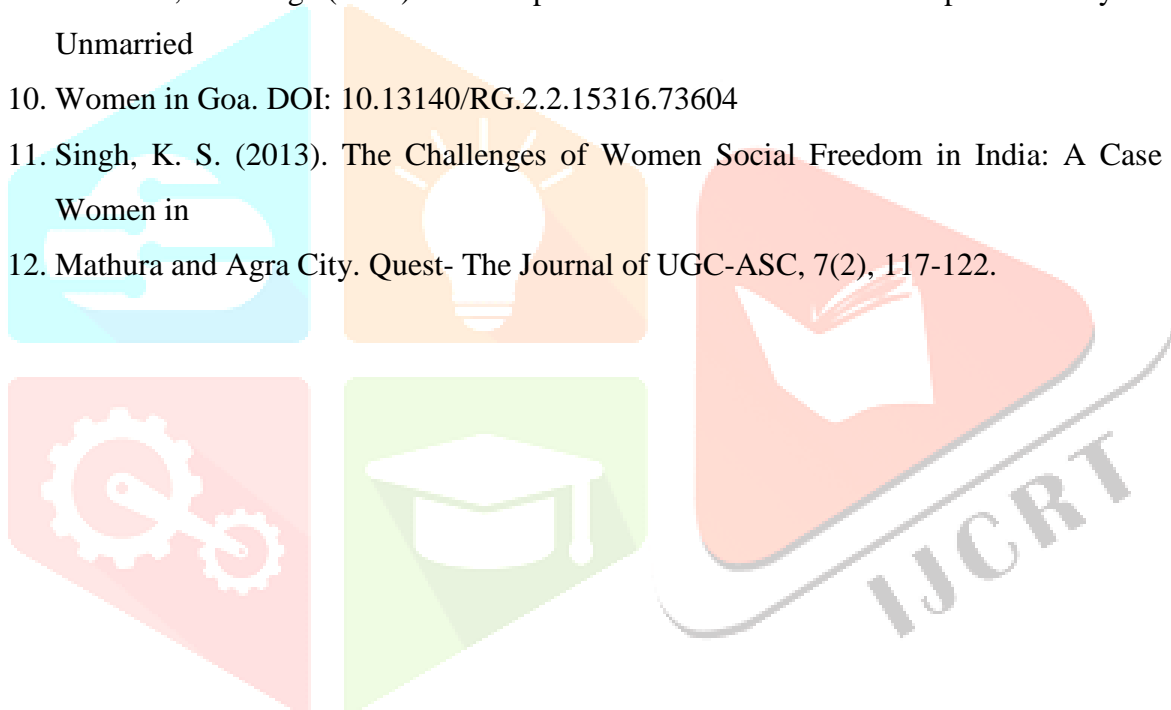 Unmarried
10. Women in Goa. DOI: 10.13140/RG.2.2.15316.73604
11. Singh, K. S. (2013). The Challenges of Women Social Freedom in India: A Case
Women in
12. Mathura and Agra City. Quest- The Journal of UGC-ASC, 7(2), 117-122.
IJCRT